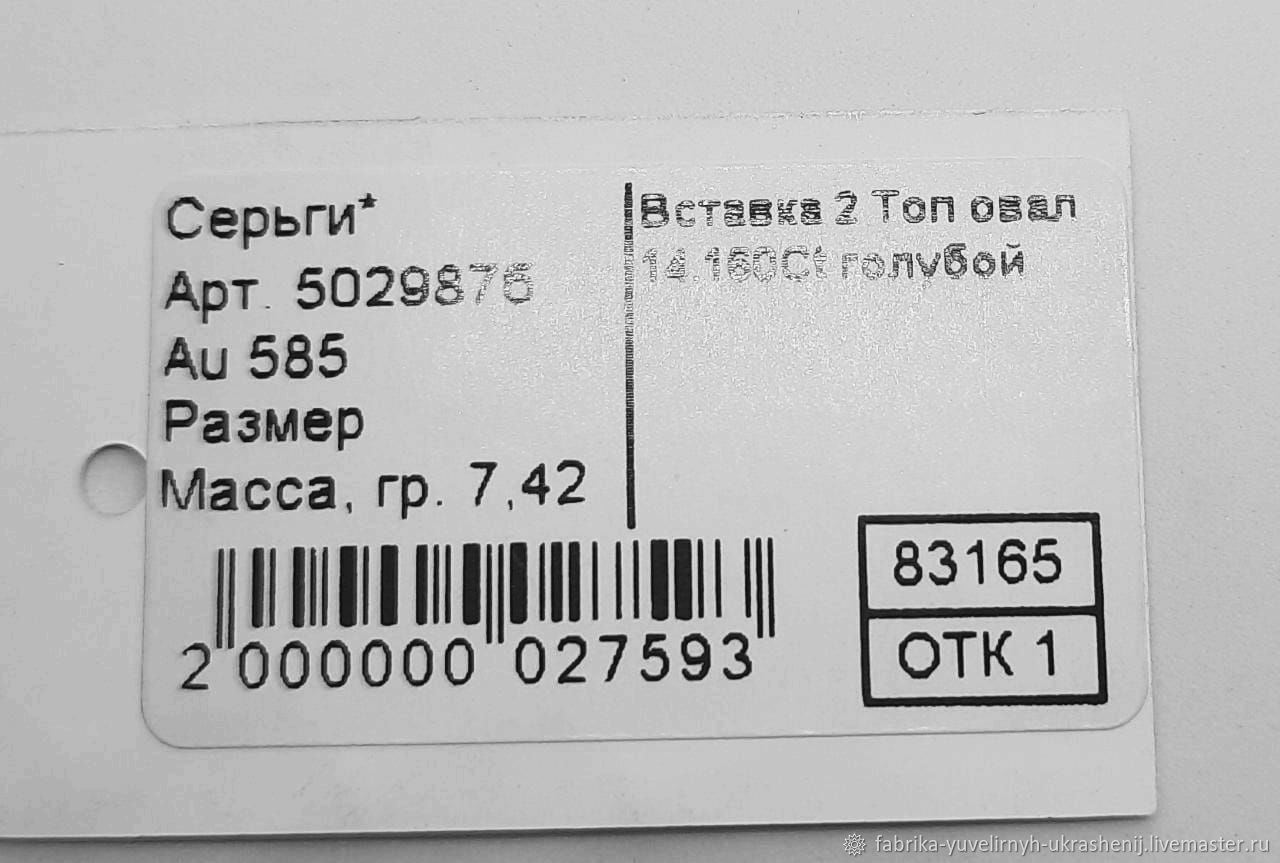 Серьги*
Арт. 5029876
Au 585
Размер
Масса, гр. 7,42
2 000000 027593
Вставка 2 Топ овал
14.160Ct голубой
83165
ОТК 1
fabrika-yuvelirnyh-ukrashenij.livemaster.ru